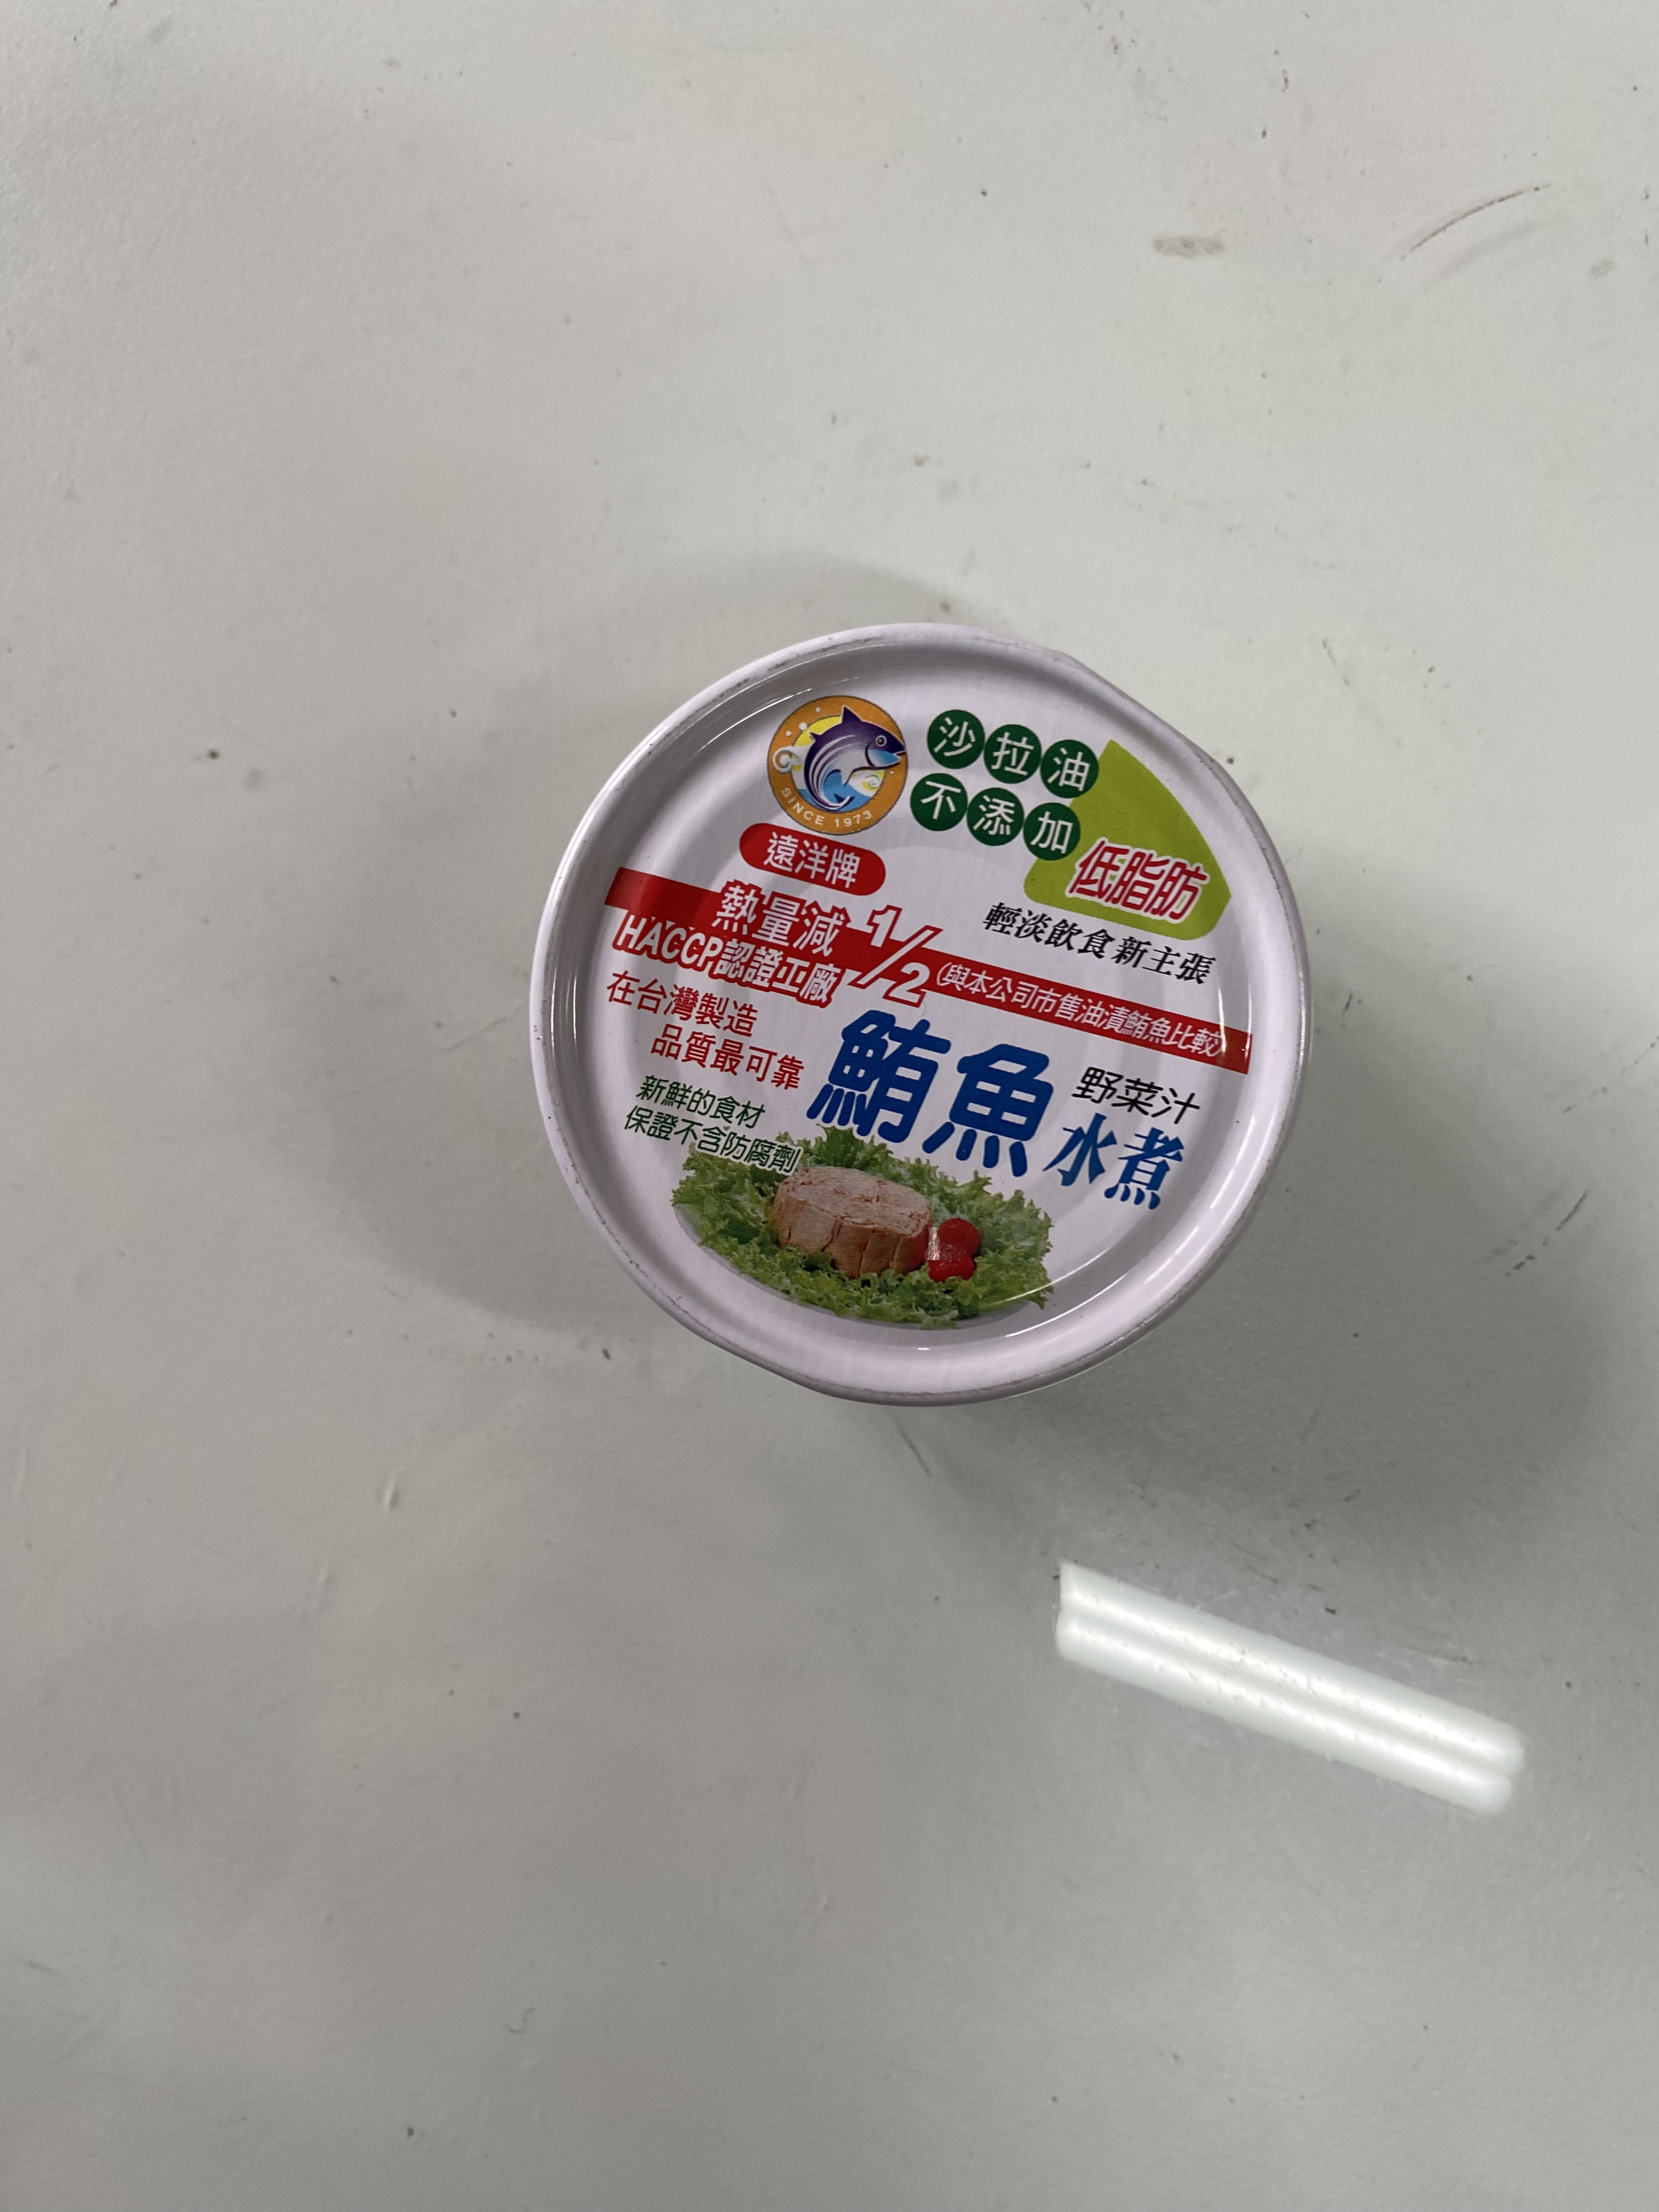 SINCE 1973
沙拉油
不添加
低脂肪
遠洋牌
輕淡飲食新主張
熱量減1/2(與本公司市售油漬鮪魚比較)
HACCP認證工廠
在台灣製造
品質最可靠
新鮮的食材
保證不含防腐劑
鮪魚
野菜汁
水煮